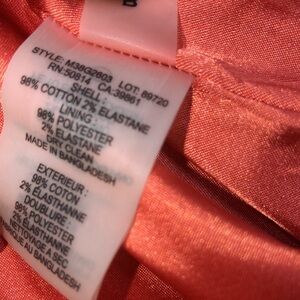 STYLE: M38G2603 LOT: 89720
RN:50814 CA:39861
SHELL :
98% COTTON 2% ELASTANE
LINING :
98% POLYESTER
2% ELASTANE
DRY CLEAN
MADE IN BANGLADESH
EXTERIEUR :
98% COTON
2% ÉLASTHANNE
DOUBLURE :
98% POLYESTER
2% ÉLASTHANNE
NETTOYAGE A SEC
FABRIQUE AU BANGLADESH